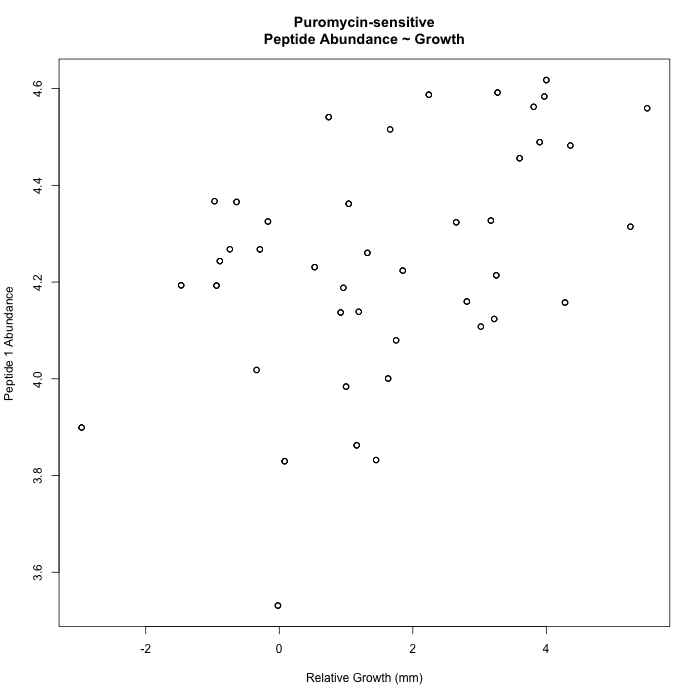 Puromycin-sensitive
Peptide Abundance ~ Growth
4.6
4.4
4.2
4.0
3.8
3.6
Peptide 1 Abundance
-2
0
2
4
Relative Growth (mm)